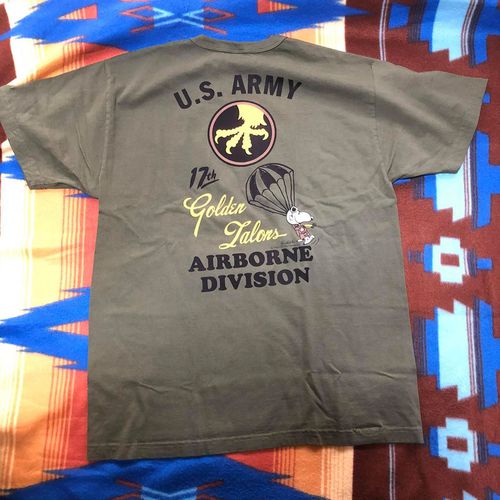 U.S. ARMY
17th
Golden
Talons
AIRBORNE
DIVISION